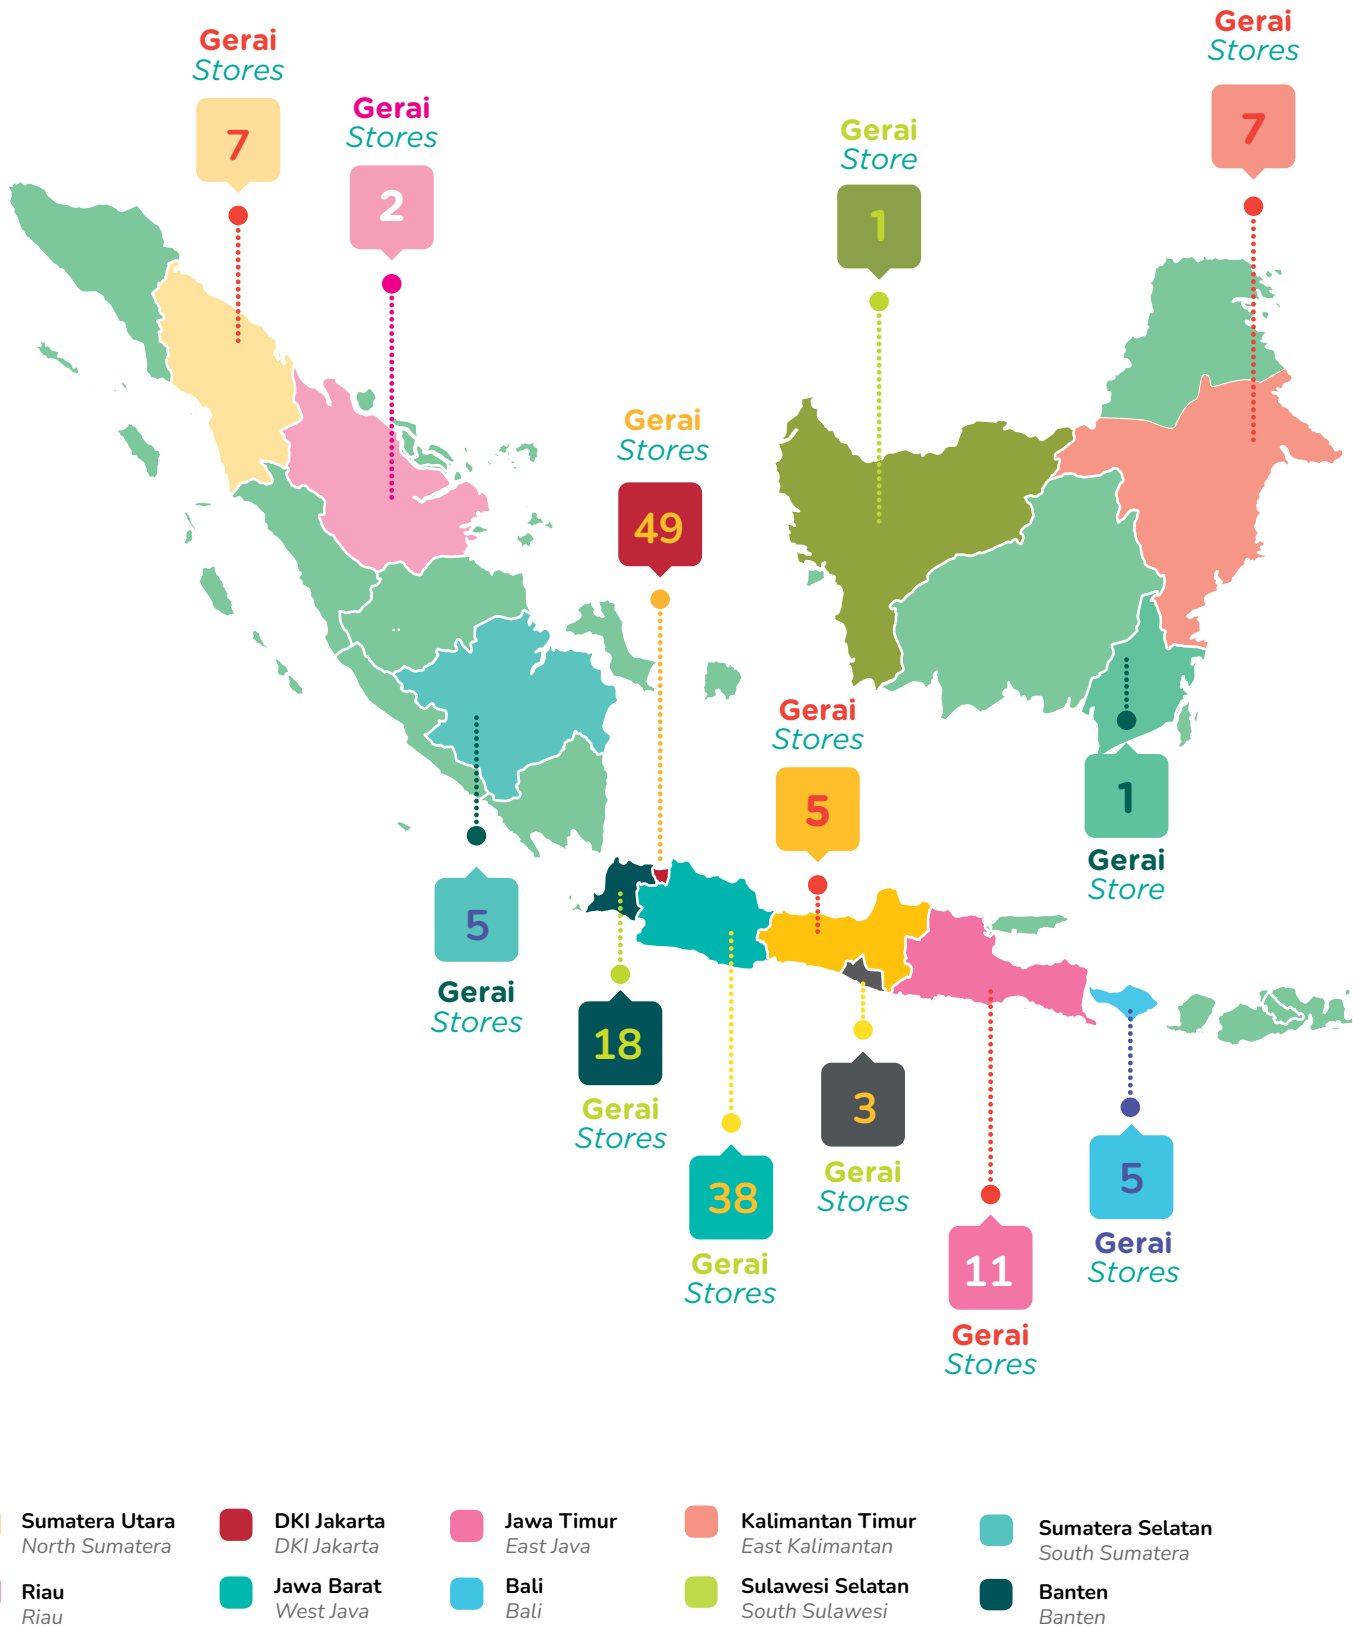 Gerai
Stores
7
Gerai
Stores
2
Gerai
Store
1
Gerai
Stores
7
Gerai
Stores
49
Gerai
Stores
5
1
Gerai
Store
5
Gerai
Stores
18
Gerai
Stores
38
Gerai
Stores
3
Gerai
Stores
11
Gerai
Stores
5
Gerai
Stores
Sumatera Utara
North Sumatera
Riau
Riau
DKI Jakarta
DKI Jakarta
Jawa Barat
West Java
Jawa Timur
East Java
Bali
Bali
Kalimantan Timur
East Kalimantan
Sulawesi Selatan
South Sulawesi
Sumatera Selatan
South Sumatera
Banten
Banten